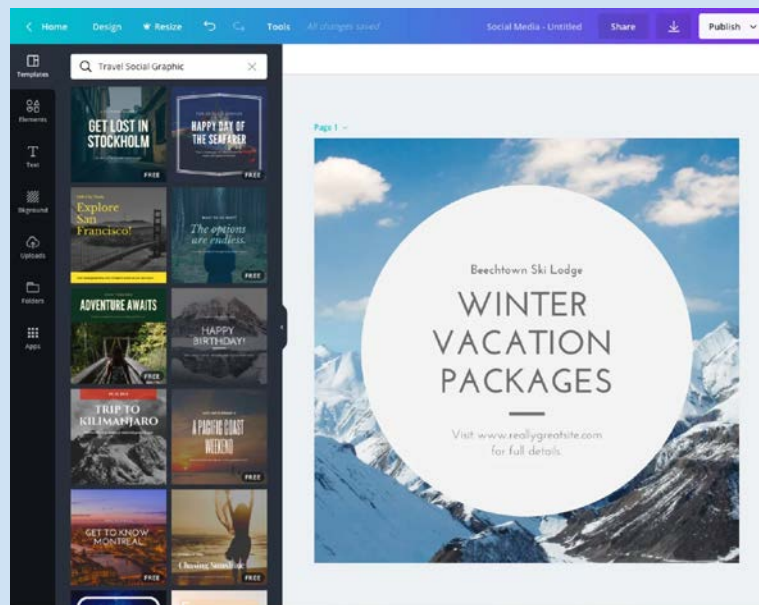 Home Design Resize Tools All changes saved Social Media - Untitled Share Publish
Templates
Elements
Text
Bkground
Uploads
Folders
Apps
Travel Social Graphic
GET LOST IN
STOCKHOLM
FREE
HAPPY DAY OF
THE SEAFARER
FREE
Explore
San
Francisco!
The options
are endless.
FREE
ADVENTURE AWAITS
FREE
HAPPY
BIRTHDAY!
TRIP TO
KILIMANJARO
A PACIFIC COAST
WEEKEND
FREE
GET TO KNOW
MONTREAL
FREE
Chasing Sunshine
FREE
Page 1
Beechtown Ski Lodge
WINTER
VACATION
PACKAGES
Visit www.reallygreatsite.com
for full details.